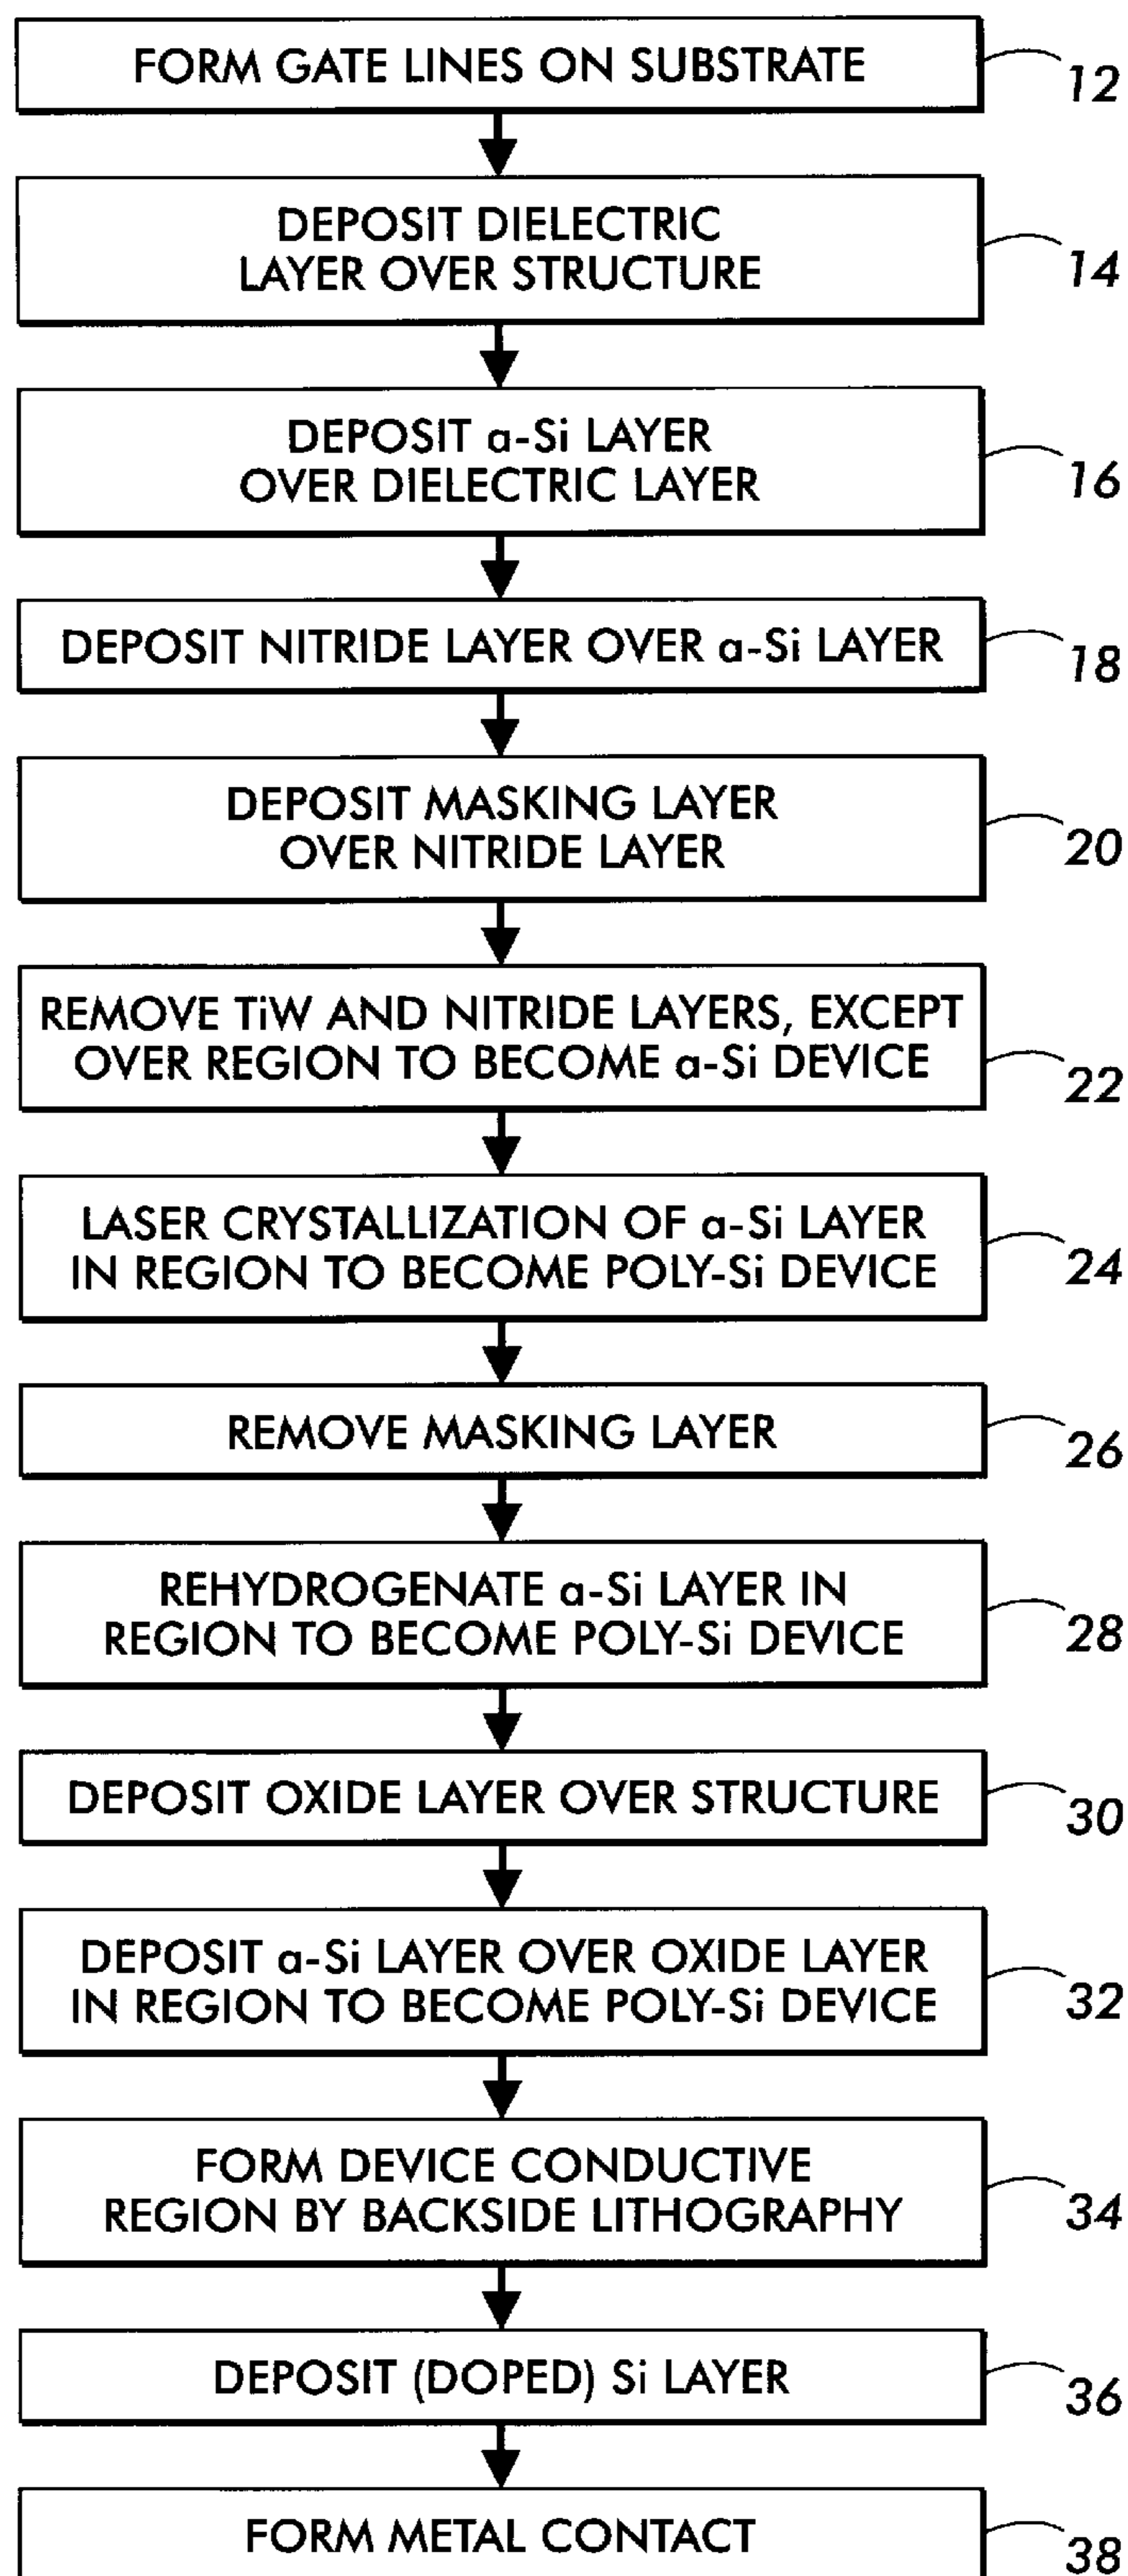 FORM GATE LINES ON SUBSTRATE
12
DEPOSIT DIELECTRIC
LAYER OVER STRUCTURE
14
DEPOSIT a-Si LAYER
OVER DIELECTRIC LAYER
16
DEPOSIT NITRIDE LAYER OVER a-Si LAYER
18
DEPOSIT MASKING LAYER
OVER NITRIDE LAYER
20
REMOVE TiW AND NITRIDE LAYERS, EXCEPT
OVER REGION TO BECOME a-Si DEVICE
22
LASER CRYSTALLIZATION OF a-Si LAYER
IN REGION TO BECOME POLY-Si DEVICE
24
REMOVE MASKING LAYER
26
REHYDROGENATE a-Si LAYER IN
REGION TO BECOME POLY-Si DEVICE
28
DEPOSIT OXIDE LAYER OVER STRUCTURE
30
DEPOSIT a-Si LAYER OVER OXIDE LAYER
IN REGION TO BECOME POLY-Si DEVICE
32
FORM DEVICE CONDUCTIVE
REGION BY BACKSIDE LITHOGRAPHY
34
DEPOSIT (DOPED) Si LAYER
36
FORM METAL CONTACT
38